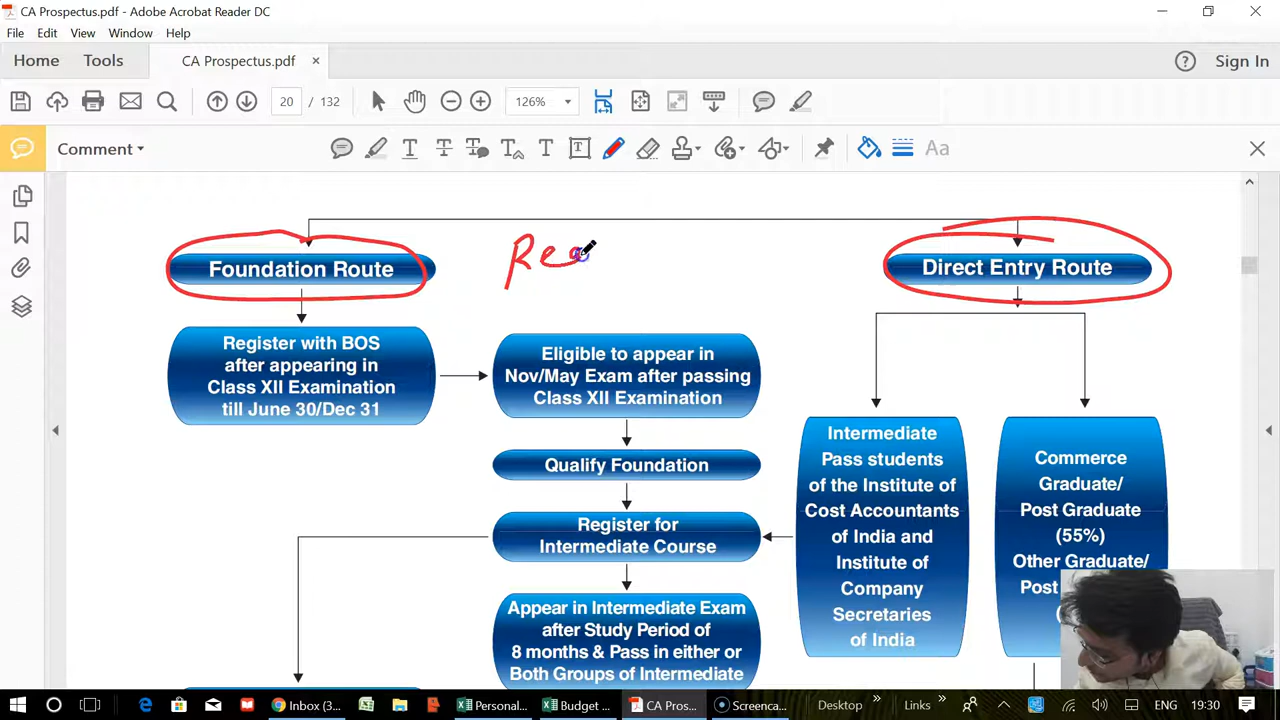 CA Prospectus.pdf - Adobe Acrobat Reader DC
File Edit View Window Help
Home Tools CA Prospectus.pdf × Sign In
20 / 132 126%
Comment
Foundation Route
Direct Entry Route
Register with BOS
after appearing in
Class XII Examination
till June 30/Dec 31
Eligible to appear in
Nov/May Exam after passing
Class XII Examination
Qualify Foundation
Register for
Intermediate Course
Appear in Intermediate Exam
after Study Period of
8 months & Pass in either or
Both Groups of Intermediate
Intermediate
Pass students
of the Institute of
Cost Accountants
of India and
Institute of
Company
Secretaries
of India
Commerce
Graduate/
Post Graduate
(55%)
Other Graduate/
Post
Inbox (3... Personal... Budget ... CA Pros... Screenca... Desktop Links 19:30